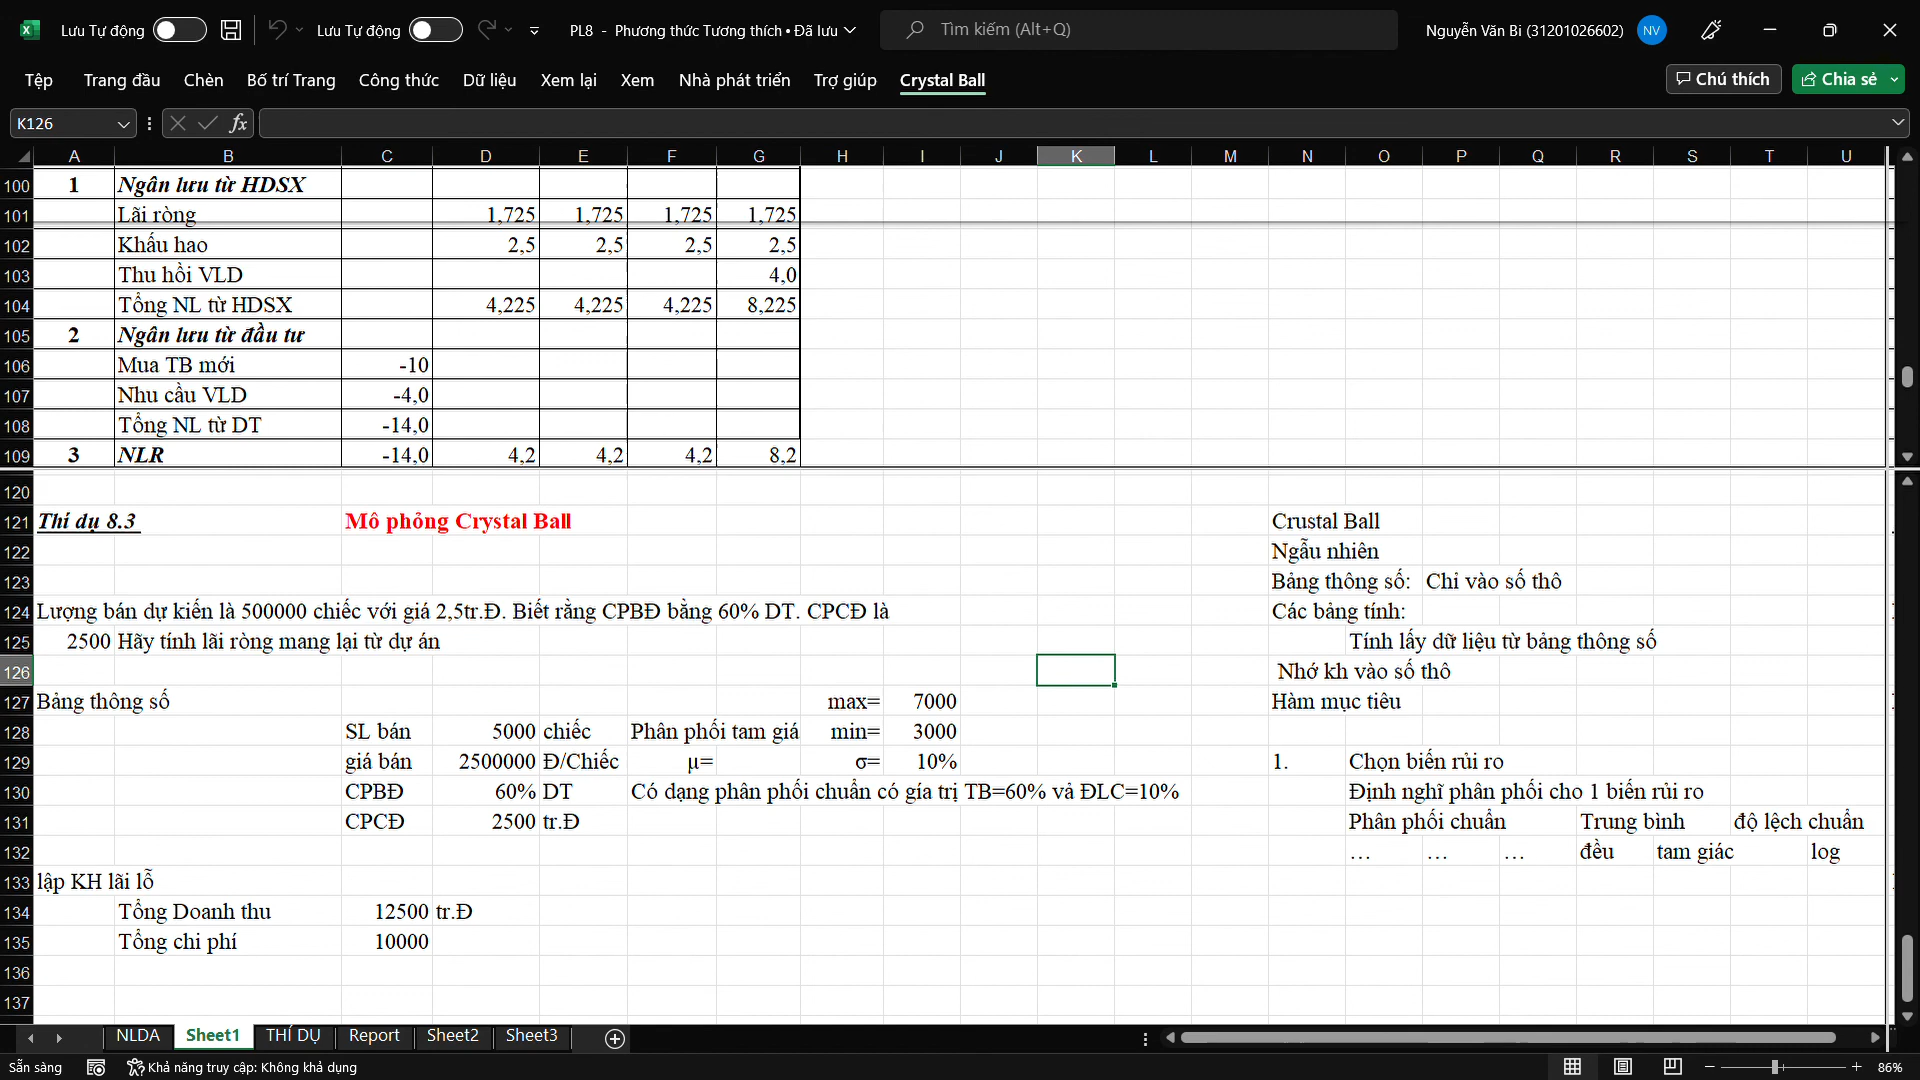 Lưu Tự động
Lưu Tự động
PL8 - Phương thức Tương thích • Đã lưu
Tìm kiếm (Alt+Q)
Nguyễn Văn Bi (31201026602)
NV
Tệp Trang đầu Chèn Bố trí Trang Công thức Dữ liệu Xem lại Xem Nhà phát triển Trợ giúp Crystal Ball
Chú thích
Chia sẻ
K126
fx
A B C D E F G H I J K L M N O P Q R S T U
100 1 Ngân lưu từ HDSX
101 Lãi ròng 1,725 1,725 1,725 1,725
102 Khấu hao 2,5 2,5 2,5 2,5
103 Thu hồi VLD 4,0
104 Tổng NL từ HDSX 4,225 4,225 4,225 8,225
105 2 Ngân lưu từ đầu tư
106 Mua TB mới -10
107 Nhu cầu VLD -4,0
108 Tổng NL từ DT -14,0
109 3 NLR -14,0 4,2 4,2 4,2 8,2
120
121 Thí dụ 8.3 Mô phỏng Crystal Ball Crustal Ball
122 Ngẫu nhiên
123 Bảng thông số: Chỉ vào số thô
124 Lượng bán dự kiến là 500000 chiếc với giá 2,5tr.Đ. Biết rằng CPBĐ bằng 60% DT. CPCĐ là Các bảng tính:
125 2500 Hãy tính lãi ròng mang lại từ dự án Tính lấy dữ liệu từ bảng thông số
126 Nhớ kh vào số thô
127 Bảng thông số max= 7000 Hàm mục tiêu
128 SL bán 5000 chiếc Phân phối tam giá min= 3000
129 giá bán 2500000 Đ/Chiếc µ= σ= 10% 1. Chọn biến rủi ro
130 CPBĐ 60% DT Có dạng phân phối chuẩn có gía trị TB=60% vả ĐLC=10% Định nghĩ phân phối cho 1 biến rủi ro
131 CPCĐ 2500 tr.Đ Phân phối chuẩn Trung bình độ lệch chuẩn
132 … … … đều tam giác log
133 lập KH lãi lỗ
134 Tổng Doanh thu 12500 tr.Đ
135 Tổng chi phí 10000
136
137
NLDA Sheet1 THÍ DỤ Report Sheet2 Sheet3
Sẵn sàng
Khả năng truy cập: Không khả dụng
86%